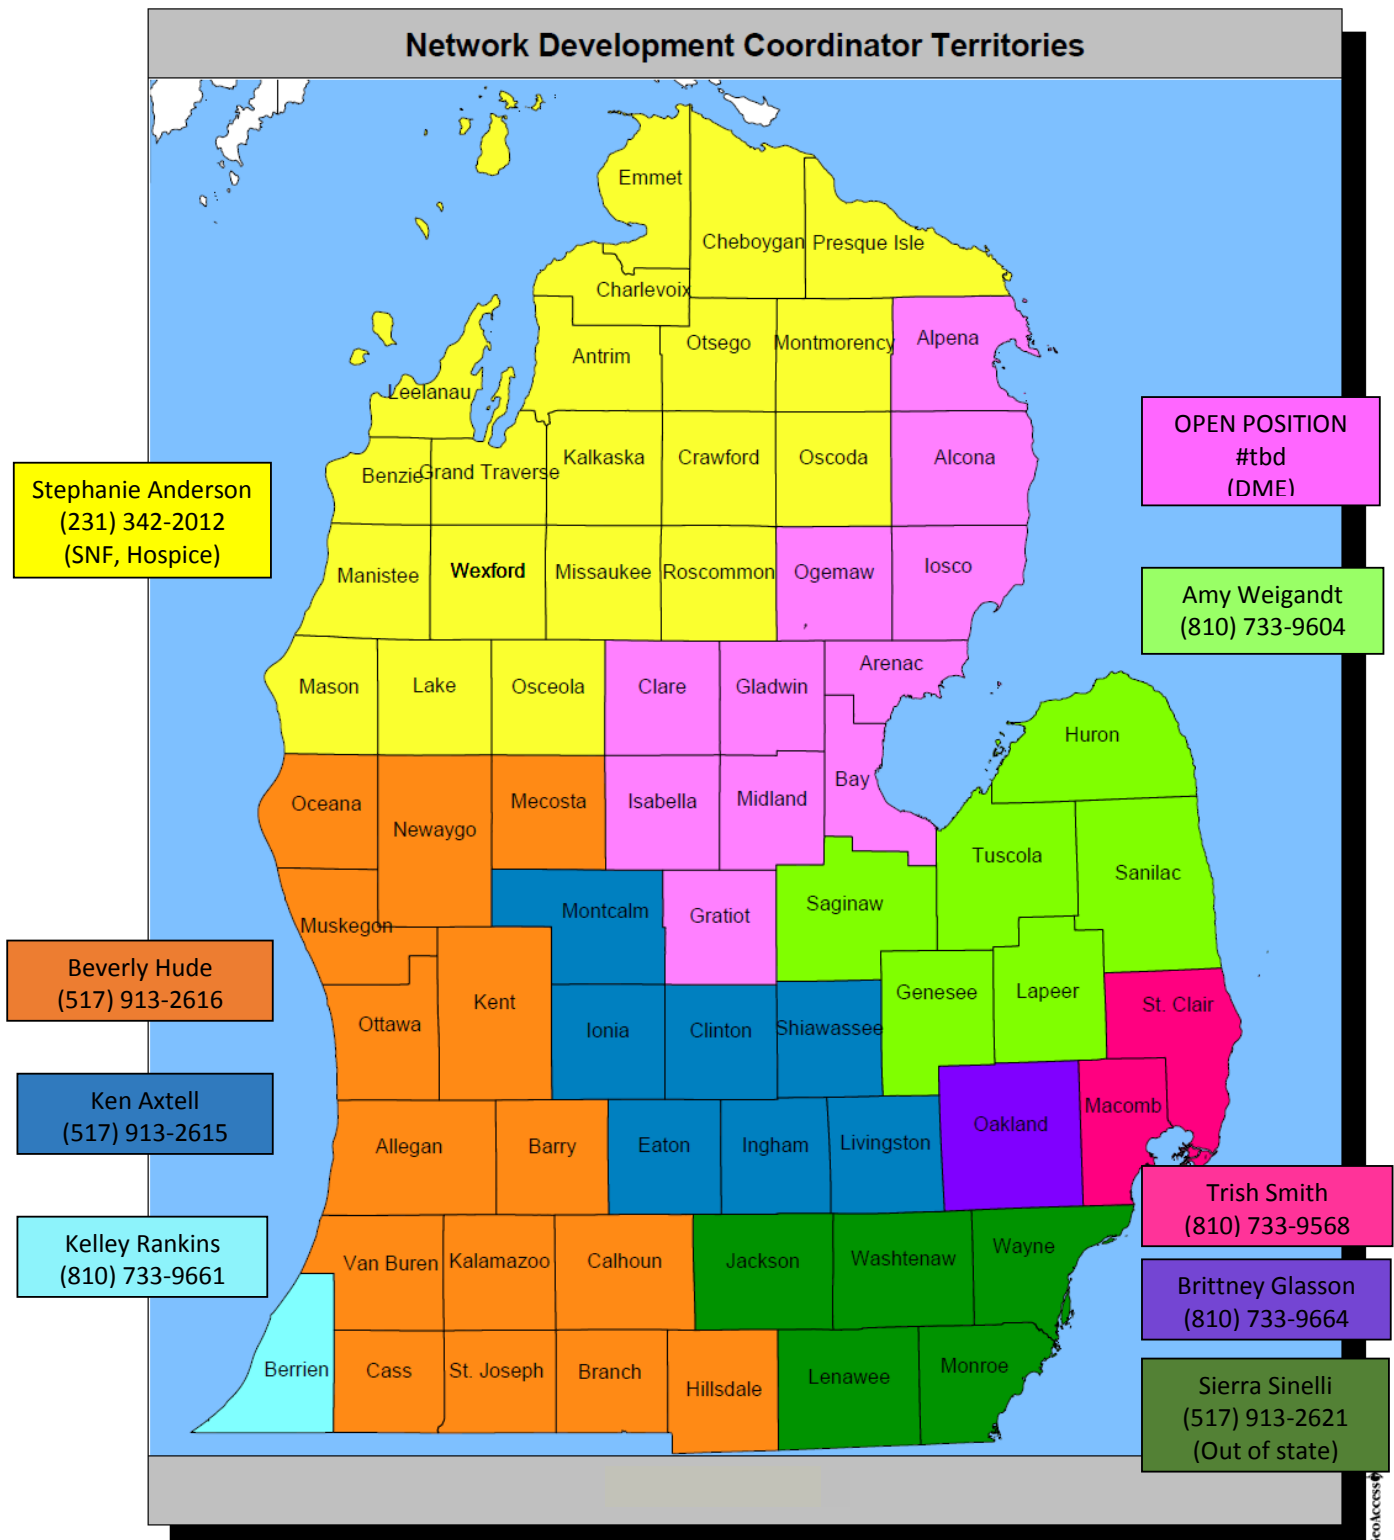 Network Development Coordinator Territories
Emmet
Cheboygan
Presque Isle
Charlevoix
Antrim
Otsego
Montmorency
Alpena
Leelanau
Benzie
Grand Traverse
Kalkaska
Crawford
Oscoda
Alcona
Manistee
Wexford
Missaukee
Roscommon
Ogemaw
Iosco
Mason
Lake
Osceola
Clare
Gladwin
Arenac
Huron
Oceana
Newaygo
Mecosta
Isabella
Midland
Bay
Tuscola
Sanilac
Muskegon
Montcalm
Gratiot
Saginaw
Genesee
Lapeer
St. Clair
Ottawa
Kent
Ionia
Clinton
Shiawassee
Allegan
Barry
Eaton
Ingham
Livingston
Oakland
Macomb
Van Buren
Kalamazoo
Calhoun
Jackson
Washtenaw
Wayne
Berrien
Cass
St. Joseph
Branch
Hillsdale
Lenawee
Monroe
Stephanie Anderson
(231) 342-2012
(SNF, Hospice)
Beverly Hude
(517) 913-2616
Ken Axtell
(517) 913-2615
Kelley Rankins
(810) 733-9661
OPEN POSITION
#tbd
(DME)
Amy Weigandt
(810) 733-9604
Trish Smith
(810) 733-9568
Brittney Glasson
(810) 733-9664
Sierra Sinelli
(517) 913-2621
(Out of state)